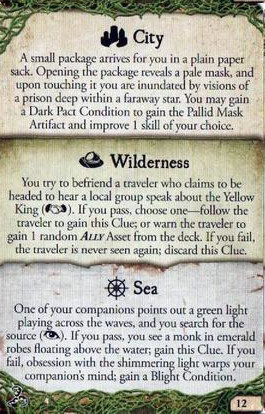 City
A small package arrives for you in a plain paper
sack. Opening the package reveals a pale mask, and
upon touching it you are inundated by visions of
a prison deep within a faraway star. You may gain
a Dark Pact Condition to gain the Pallid Mask
Artifact and improve 1 skill of your choice.
Wilderness
You try to befriend a traveler who claims to be
headed to hear a local group speak about the Yellow
King ( ). If you pass, choose one—follow the
traveler to gain this Clue; or warn the traveler to
gain 1 random ALLY Asset from the deck. If you fail,
the traveler is never seen again; discard this Clue.
Sea
One of your companions points out a green light
playing across the waves, and you search for the
source ( ). If you pass, you see a monk in emerald
robes floating above the water; gain this Clue. If you
fail, obsession with the shimmering light warps your
companion's mind; gain a Blight Condition.
12